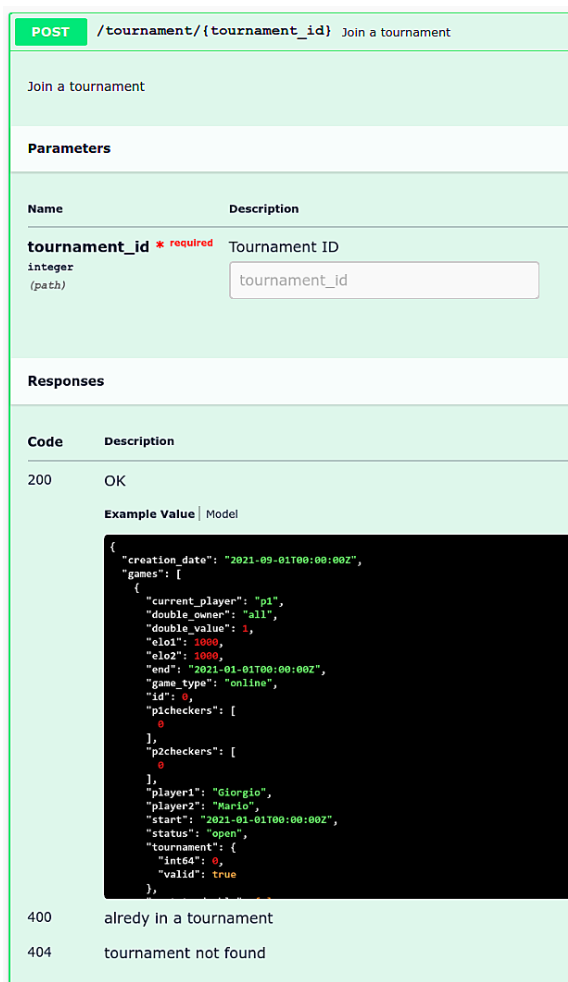 POST /tournament/{tournament_id} Join a tournament
Join a tournament
Parameters
Name Description
tournament_id * required Tournament ID
integer
(path)
tournament_id
Responses
Code Description
200 OK
Example Value | Model
{
"creation_date": "2021-09-01T00:00:00Z",
"games": [
{
"current_player": "p1",
"double_owner": "all",
"double_value": 1,
"elo1": 1000,
"elo2": 1000,
"end": "2021-01-01T00:00:00Z",
"game_type": "online",
"id": 0,
"p1checkers": [
0
],
"p2checkers": [
0
],
"player1": "Giorgio",
"player2": "Mario",
"start": "2021-01-01T00:00:00Z",
"status": "open",
"tournament": {
"int64": 0,
"valid": true
},
400 alredy in a tournament
404 tournament not found